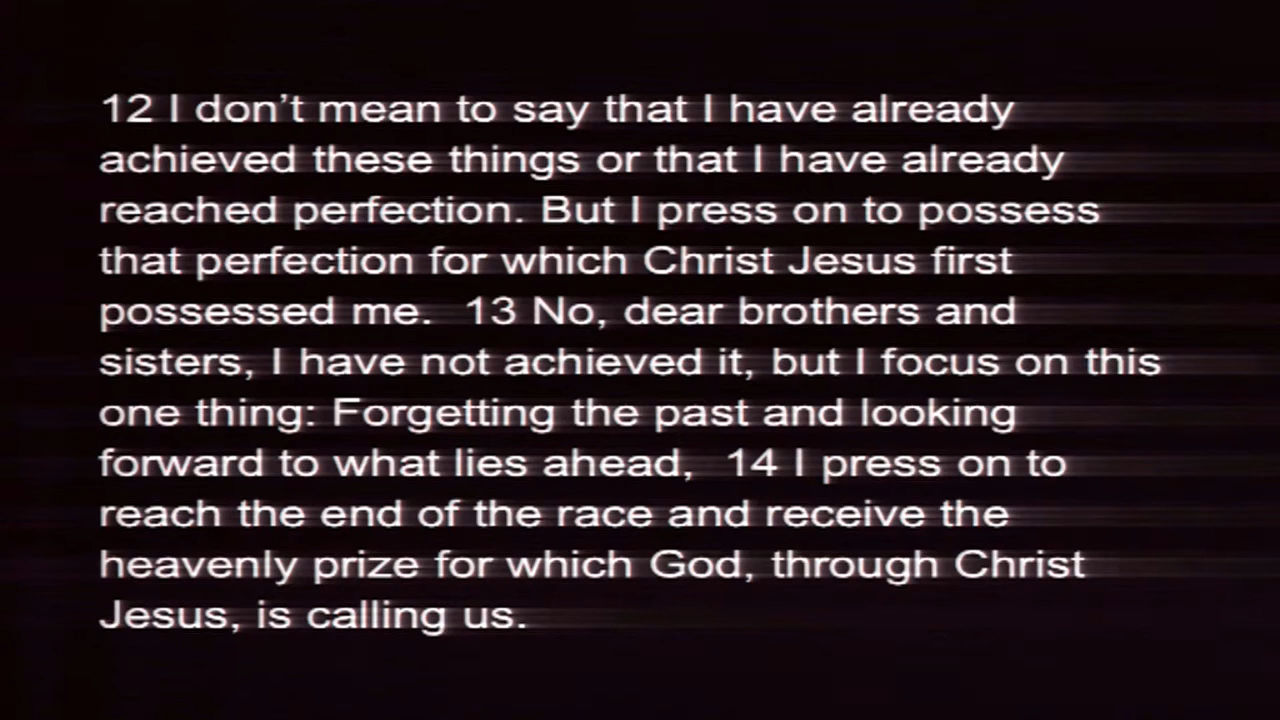 12 I don’t mean to say that I have already
achieved these things or that I have already
reached perfection. But I press on to possess
that perfection for which Christ Jesus first
possessed me.  13 No, dear brothers and
sisters, I have not achieved it, but I focus on this
one thing: Forgetting the past and looking
forward to what lies ahead,  14 I press on to
reach the end of the race and receive the
heavenly prize for which God, through Christ
Jesus, is calling us.